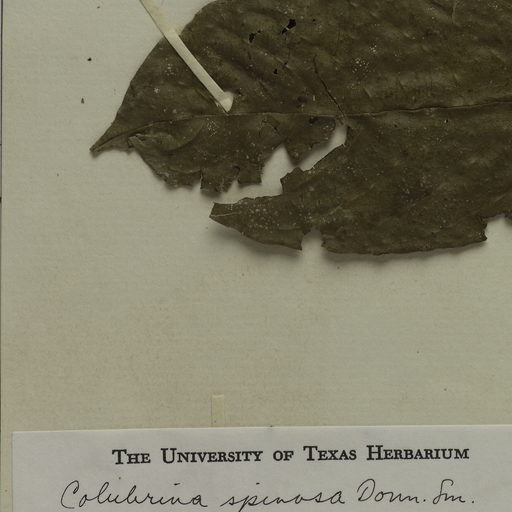 The University of Texas Herbarium
Colubrina spinosa Donn. Sm.